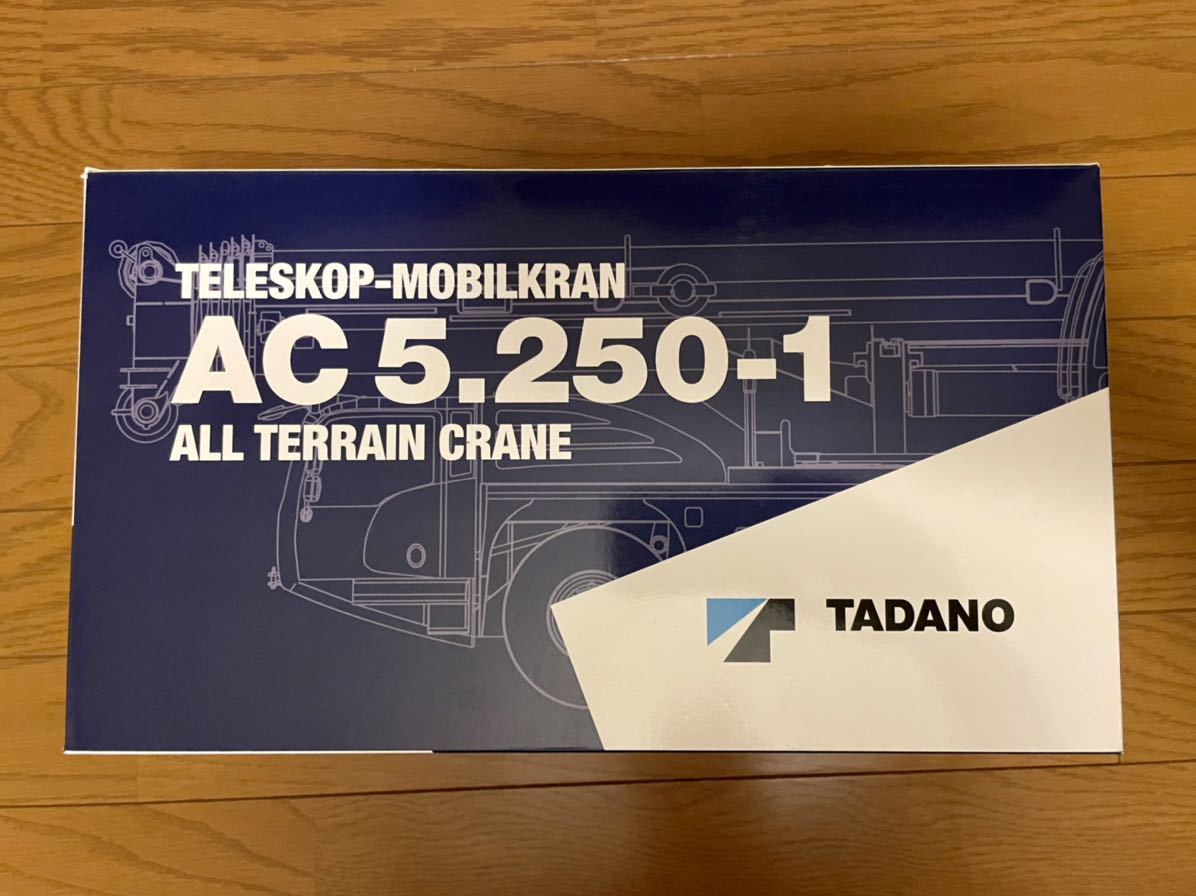 TELESKOP-MOBILKRAN
AC 5.250-1
ALL TERRAIN CRANE
TADANO